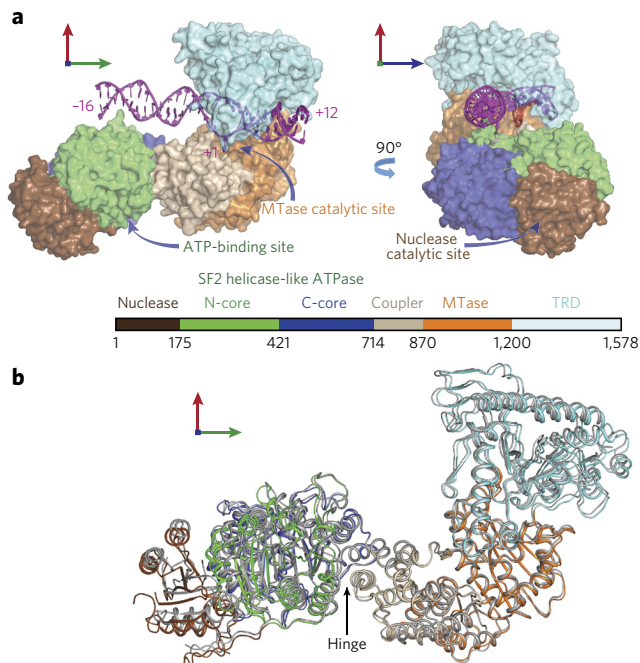 a
–16
+12
+1
90°
MTase catalytic site
ATP-binding site
Nuclease
catalytic site
SF2 helicase-like ATPase
Nuclease N-core C-core Coupler MTase TRD
1 175 421 714 870 1,200 1,578
b
Hinge